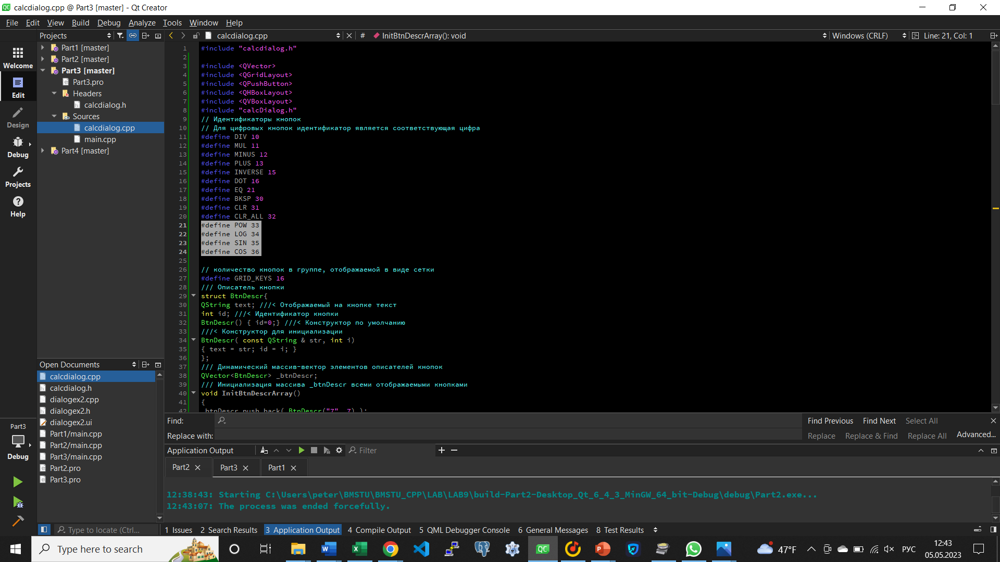 calcdialog.cpp @ Part3 [master] - Qt Creator
File Edit View Build Debug Analyze Tools Window Help
Projects
calcdialog.cpp
# InitBtnDescrArray(): void
Windows (CRLF)
Line: 21, Col: 1
Welcome
Edit
Design
Debug
Projects
Help
Part1 [master]
Part2 [master]
Part3 [master]
Part3.pro
Headers
calcdialog.h
Sources
calcdialog.cpp
main.cpp
Part4 [master]
1 #include "calcdialog.h"
2
3 #include <QVector>
4 #include <QGridLayout>
5 #include <QPushButton>
6 #include <QHBoxLayout>
7 #include <QVBoxLayout>
8 #include "calcDialog.h"
9 // Идентификаторы кнопок
10 // Для цифровых кнопок идентификатор является соответствующая цифра
11 #define DIV 10
12 #define MUL 11
13 #define MINUS 12
14 #define PLUS 13
15 #define INVERSE 15
16 #define DOT 16
17 #define EQ 21
18 #define BKSP 30
19 #define CLR 31
20 #define CLR_ALL 32
21 #define POW 33
22 #define LOG 34
23 #define SIN 35
24 #define COS 36
25
26 // количество кнопок в группе, отображаемой в виде сетки
27 #define GRID_KEYS 16
28 /// Описатель кнопки
29 struct BtnDescr{
30 QString text; ///< Отображаемый на кнопке текст
31 int id; ///< Идентификатор кнопки
32 BtnDescr() { id=0;} ///< Конструктор по умолчанию
33 ///< Конструктор для инициализации
34 BtnDescr( const QString & str, int i)
35 { text = str; id = i; }
36 };
37 /// Динамический массив-вектор элементов описателей кнопок
38 QVector<BtnDescr> _btnDescr;
39 /// Инициализация массива _btnDescr всеми отображаемыми кнопками
40 void InitBtnDescrArray()
41 {
42 _btnDescr.push_back( BtnDescr("7", 7) );
Open Documents
calcdialog.cpp
calcdialog.h
dialogex2.cpp
dialogex2.h
dialogex2.ui
Part1/main.cpp
Part2/main.cpp
Part3/main.cpp
Part2.pro
Part3.pro
Part3
Debug
Find:
Find Previous Find Next Select All
Replace with:
Replace Replace & Find Replace All Advanced...
Application Output
Filter
Part2
Part3
Part1
12:38:43: Starting C:\Users\peter\BMSTU\BMSTU_CPP\LAB\LAB9\build-Part2-Desktop_Qt_6_4_3_MinGW_64_bit-Debug\debug\Part2.exe...
12:43:07: The process was ended forcefully.
Type to locate (Ctrl...
1 Issues 2 Search Results 3 Application Output 4 Compile Output 5 QML Debugger Console 6 General Messages 8 Test Results
Type here to search
47°F
РУС
12:43
05.05.2023